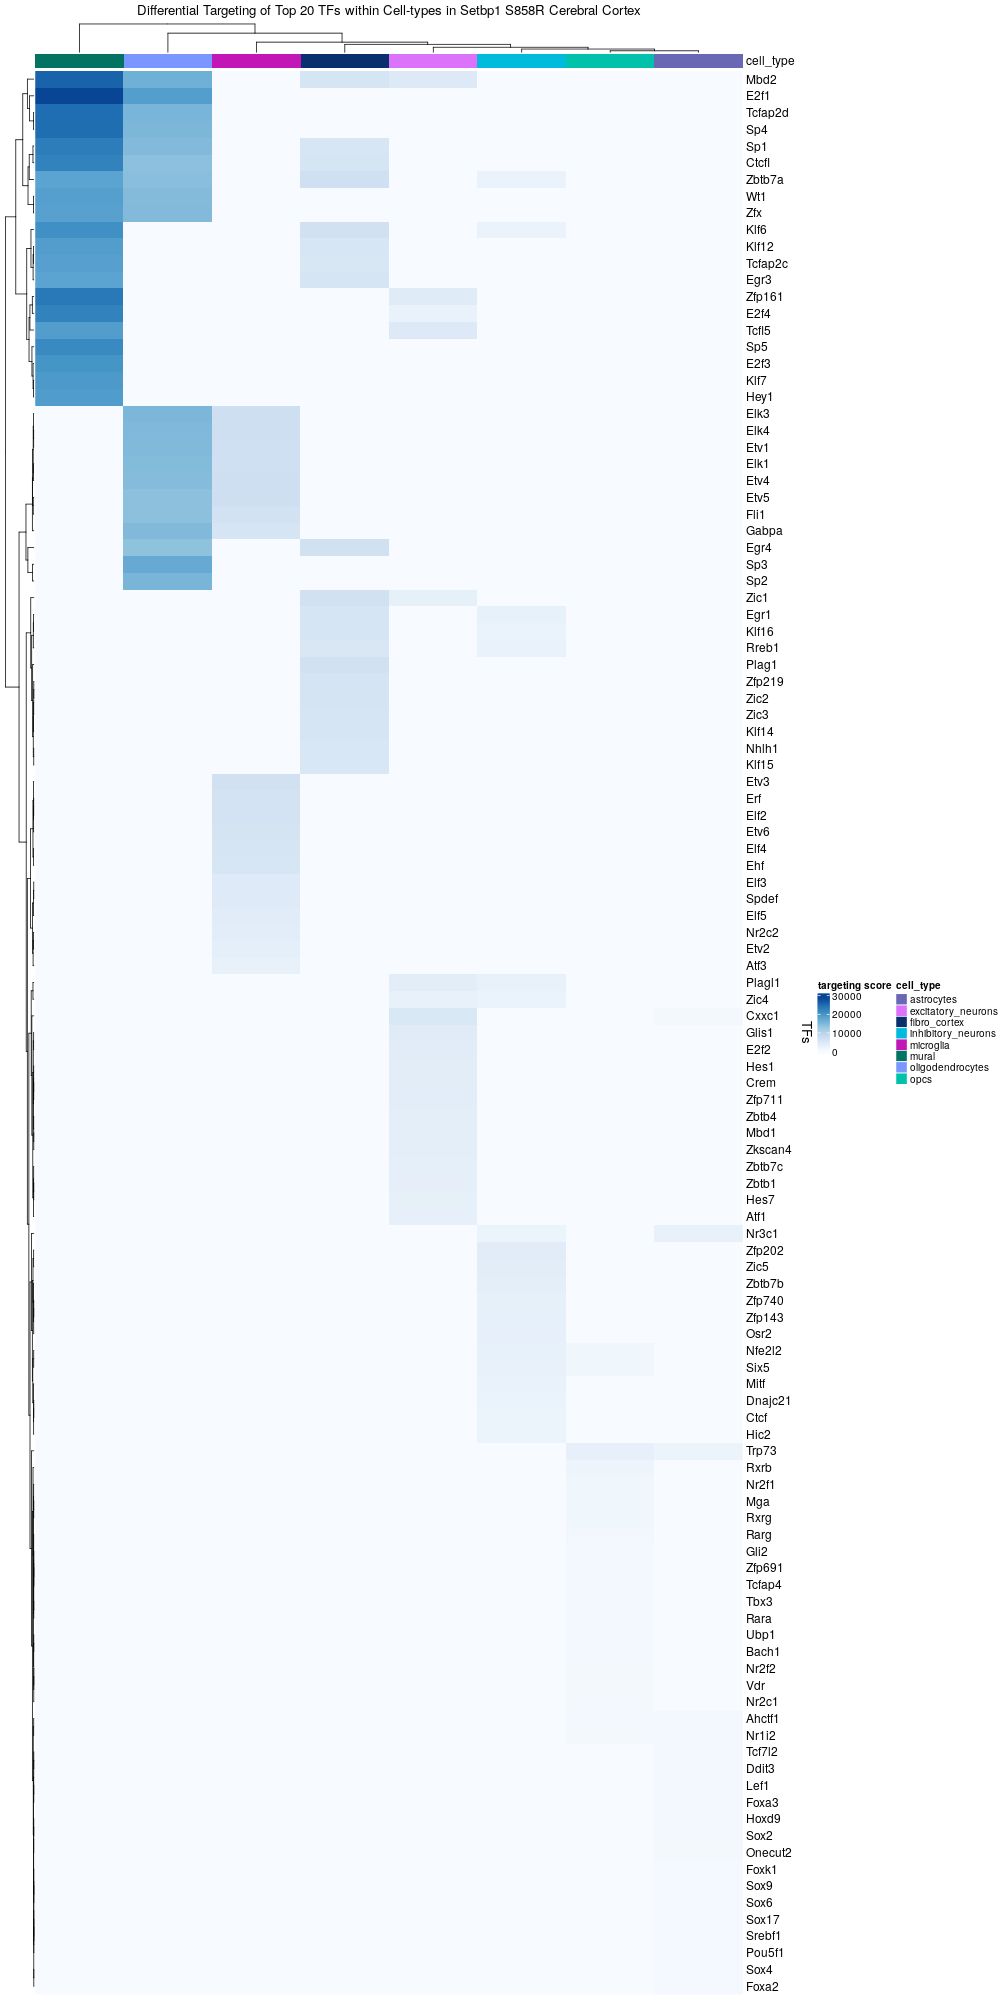 Differential Targeting of Top 20 TFs within Cell-types in Setbp1 S858R Cerebral Cortex
cell_type
Mbd2
E2f1
Tcfap2d
Sp4
Sp1
Ctcfl
Zbtb7a
Wt1
Zfx
Klf6
Klf12
Tcfap2c
Egr3
Zfp161
E2f4
Tcfl5
Sp5
E2f3
Klf7
Hey1
Elk3
Elk4
Etv1
Elk1
Etv4
Etv5
Fli1
Gabpa
Egr4
Sp3
Sp2
Zic1
Egr1
Klf16
Rreb1
Plag1
Zfp219
Zic2
Zic3
Klf14
Nhlh1
Klf15
Etv3
Erf
Elf2
Etv6
Elf4
Ehf
Elf3
Spdef
Elf5
Nr2c2
Etv2
Atf3
Plagl1
Zic4
Cxxc1
Glis1
E2f2
Hes1
Crem
Zfp711
Zbtb4
Mbd1
Zkscan4
Zbtb7c
Zbtb1
Hes7
Atf1
Nr3c1
Zfp202
Zic5
Zbtb7b
Zfp740
Zfp143
Osr2
Nfe2l2
Six5
Mitf
Dnajc21
Ctcf
Hic2
Trp73
Rxrb
Nr2f1
Mga
Rxrg
Rarg
Gli2
Zfp691
Tcfap4
Tbx3
Rara
Ubp1
Bach1
Nr2f2
Vdr
Nr2c1
Ahctf1
Nr1i2
Tcf7l2
Ddit3
Lef1
Foxa3
Hoxd9
Sox2
Onecut2
Foxk1
Sox9
Sox6
Sox17
Srebf1
Pou5f1
Sox4
Foxa2
TFs
targeting score
30000
20000
10000
0
cell_type
astrocytes
excitatory_neurons
fibro_cortex
inhibitory_neurons
microglia
mural
oligodendrocytes
opcs